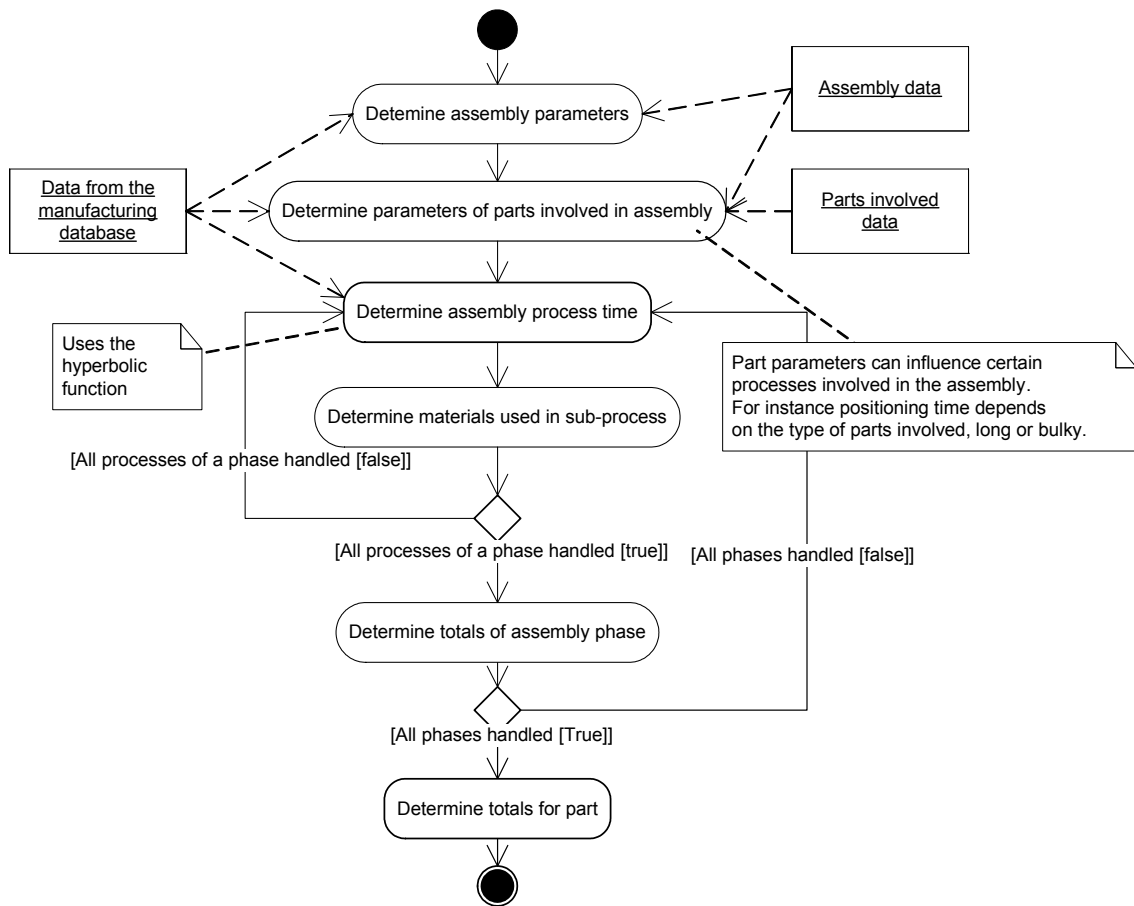 Detemine assembly parameters
Assembly data
Data from the
manufacturing
database
Determine parameters of parts involved in assembly
Parts involved
data
Determine assembly process time
Uses the
hyperbolic
function
Part parameters can influence certain
processes involved in the assembly.
For instance positioning time depends
on the type of parts involved, long or bulky.
Determine materials used in sub-process
[All processes of a phase handled [false]]
[All processes of a phase handled [true]]
[All phases handled [false]]
Determine totals of assembly phase
[All phases handled [True]]
Determine totals for part